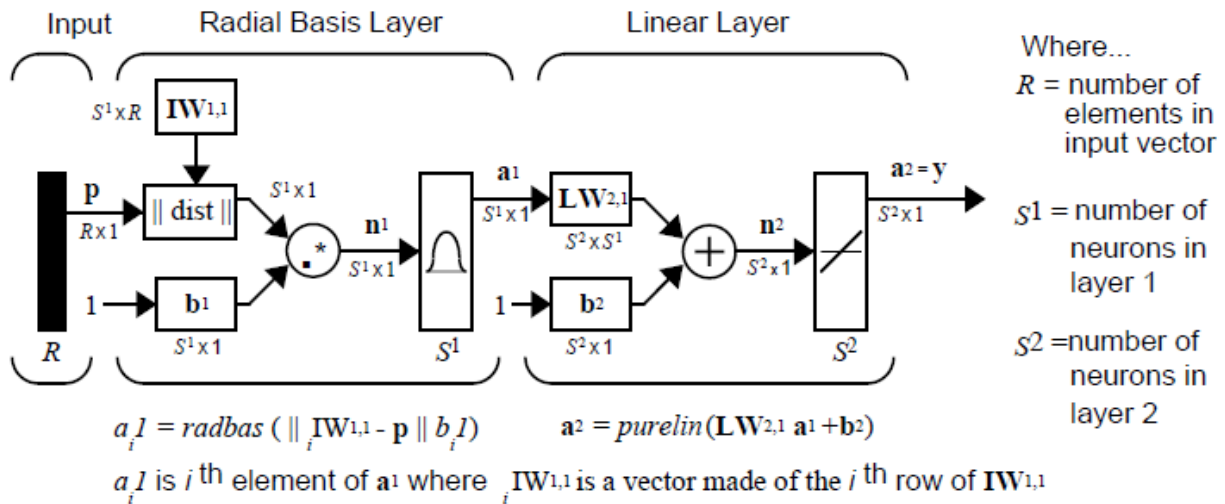 Input
Radial Basis Layer
Linear Layer
Where...
R = number of
elements in
input vector
S1 = number of
neurons in
layer 1
S2 =number of
neurons in
layer 2
S1 x R
IW1,1
p
R x 1
|| dist ||
S1 x 1
.*
n1
S1 x 1
1
b1
S1 x 1
R
S1
a1
S1 x 1
LW2,1
S2 x S1
+
n2
S2 x 1
1
b2
S2 x 1
S2
a2 = y
S2 x 1
ai1 = radbas ( || iIW1,1 - p || bi1)
a2 = purelin(LW2,1 a1 +b2)
ai1 is i th element of a1 where iIW1,1 is a vector made of the i th row of IW1,1